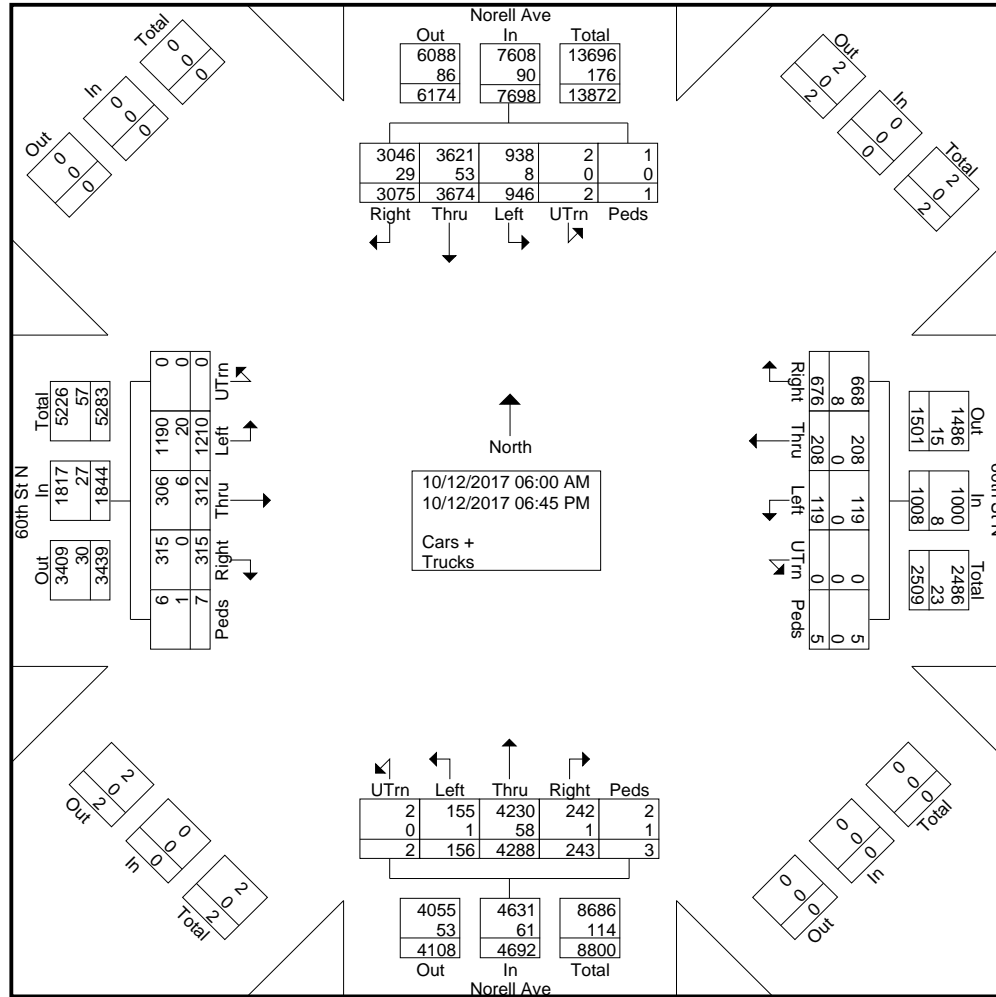 Norell Ave
Out In Total
6088 7608 13696
86 90 176
6174 7698 13872
3046 3621 938 2 1
29 53 8 0 0
3075 3674 946 2 1
Right Thru Left UTrn Peds
Total
0
0
0
In
0
0
0
Out
0
0
0
Out
2
0
2
In
0
0
0
Total
2
0
2
60th St N
Total In Out
5226 1817 3409
57 27 30
5283 1844 3439
0 1190 306 315 6
0 20 6 0 1
0 1210 312 315 7
UTrn Left Thru Right Peds
North
10/12/2017 06:00 AM
10/12/2017 06:45 PM
Cars +
Trucks
Right Thru Left UTrn Peds
668 208 119 0 5
8 0 0 0 0
676 208 119 0 5
Out In Total
1486 1000 2486
15 8 23
1501 1008 2509
UTrn Left Thru Right Peds
2 155 4230 242 2
0 1 58 1 1
2 156 4288 243 3
4055 4631 8686
53 61 114
4108 4692 8800
Out In Total
Norell Ave
2
0
2
Out
0
0
0
In
2
0
2
Total
0
0
0
Total
0
0
0
In
0
0
0
Out